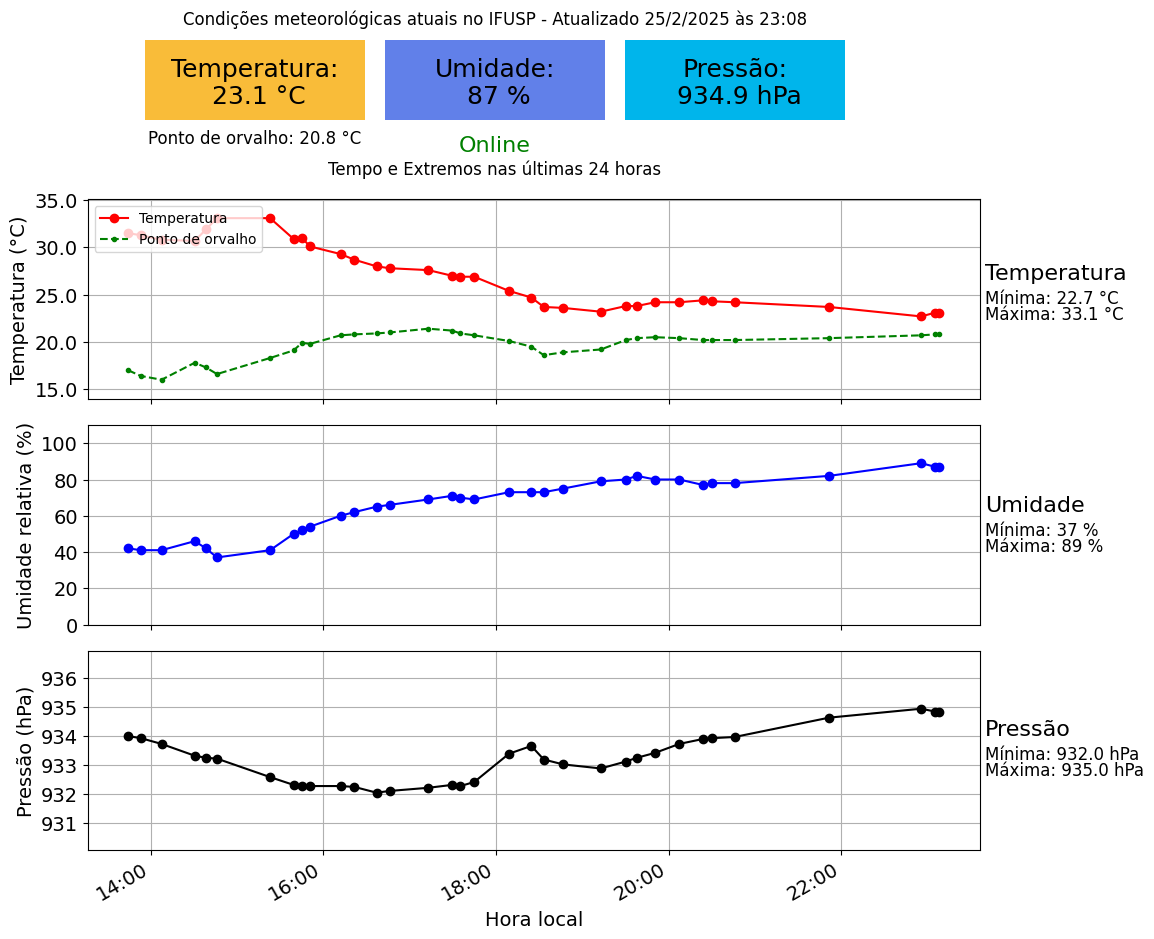 Condições meteorológicas atuais no IFUSP - Atualizado 25/2/2025 às 23:08
Temperatura:
23.1 °C
Umidade:
87 %
Pressão:
934.9 hPa
Ponto de orvalho: 20.8 °C
Online
Tempo e Extremos nas últimas 24 horas
Temperatura (°C)
35.0
30.0
25.0
20.0
15.0
Temperatura
Ponto de orvalho
Temperatura
Mínima: 22.7 °C
Máxima: 33.1 °C
Umidade relativa (%)
100
80
60
40
20
0
Umidade
Mínima: 37 %
Máxima: 89 %
Pressão (hPa)
936
935
934
933
932
931
Pressão
Mínima: 932.0 hPa
Máxima: 935.0 hPa
14:00
16:00
18:00
20:00
22:00
Hora local